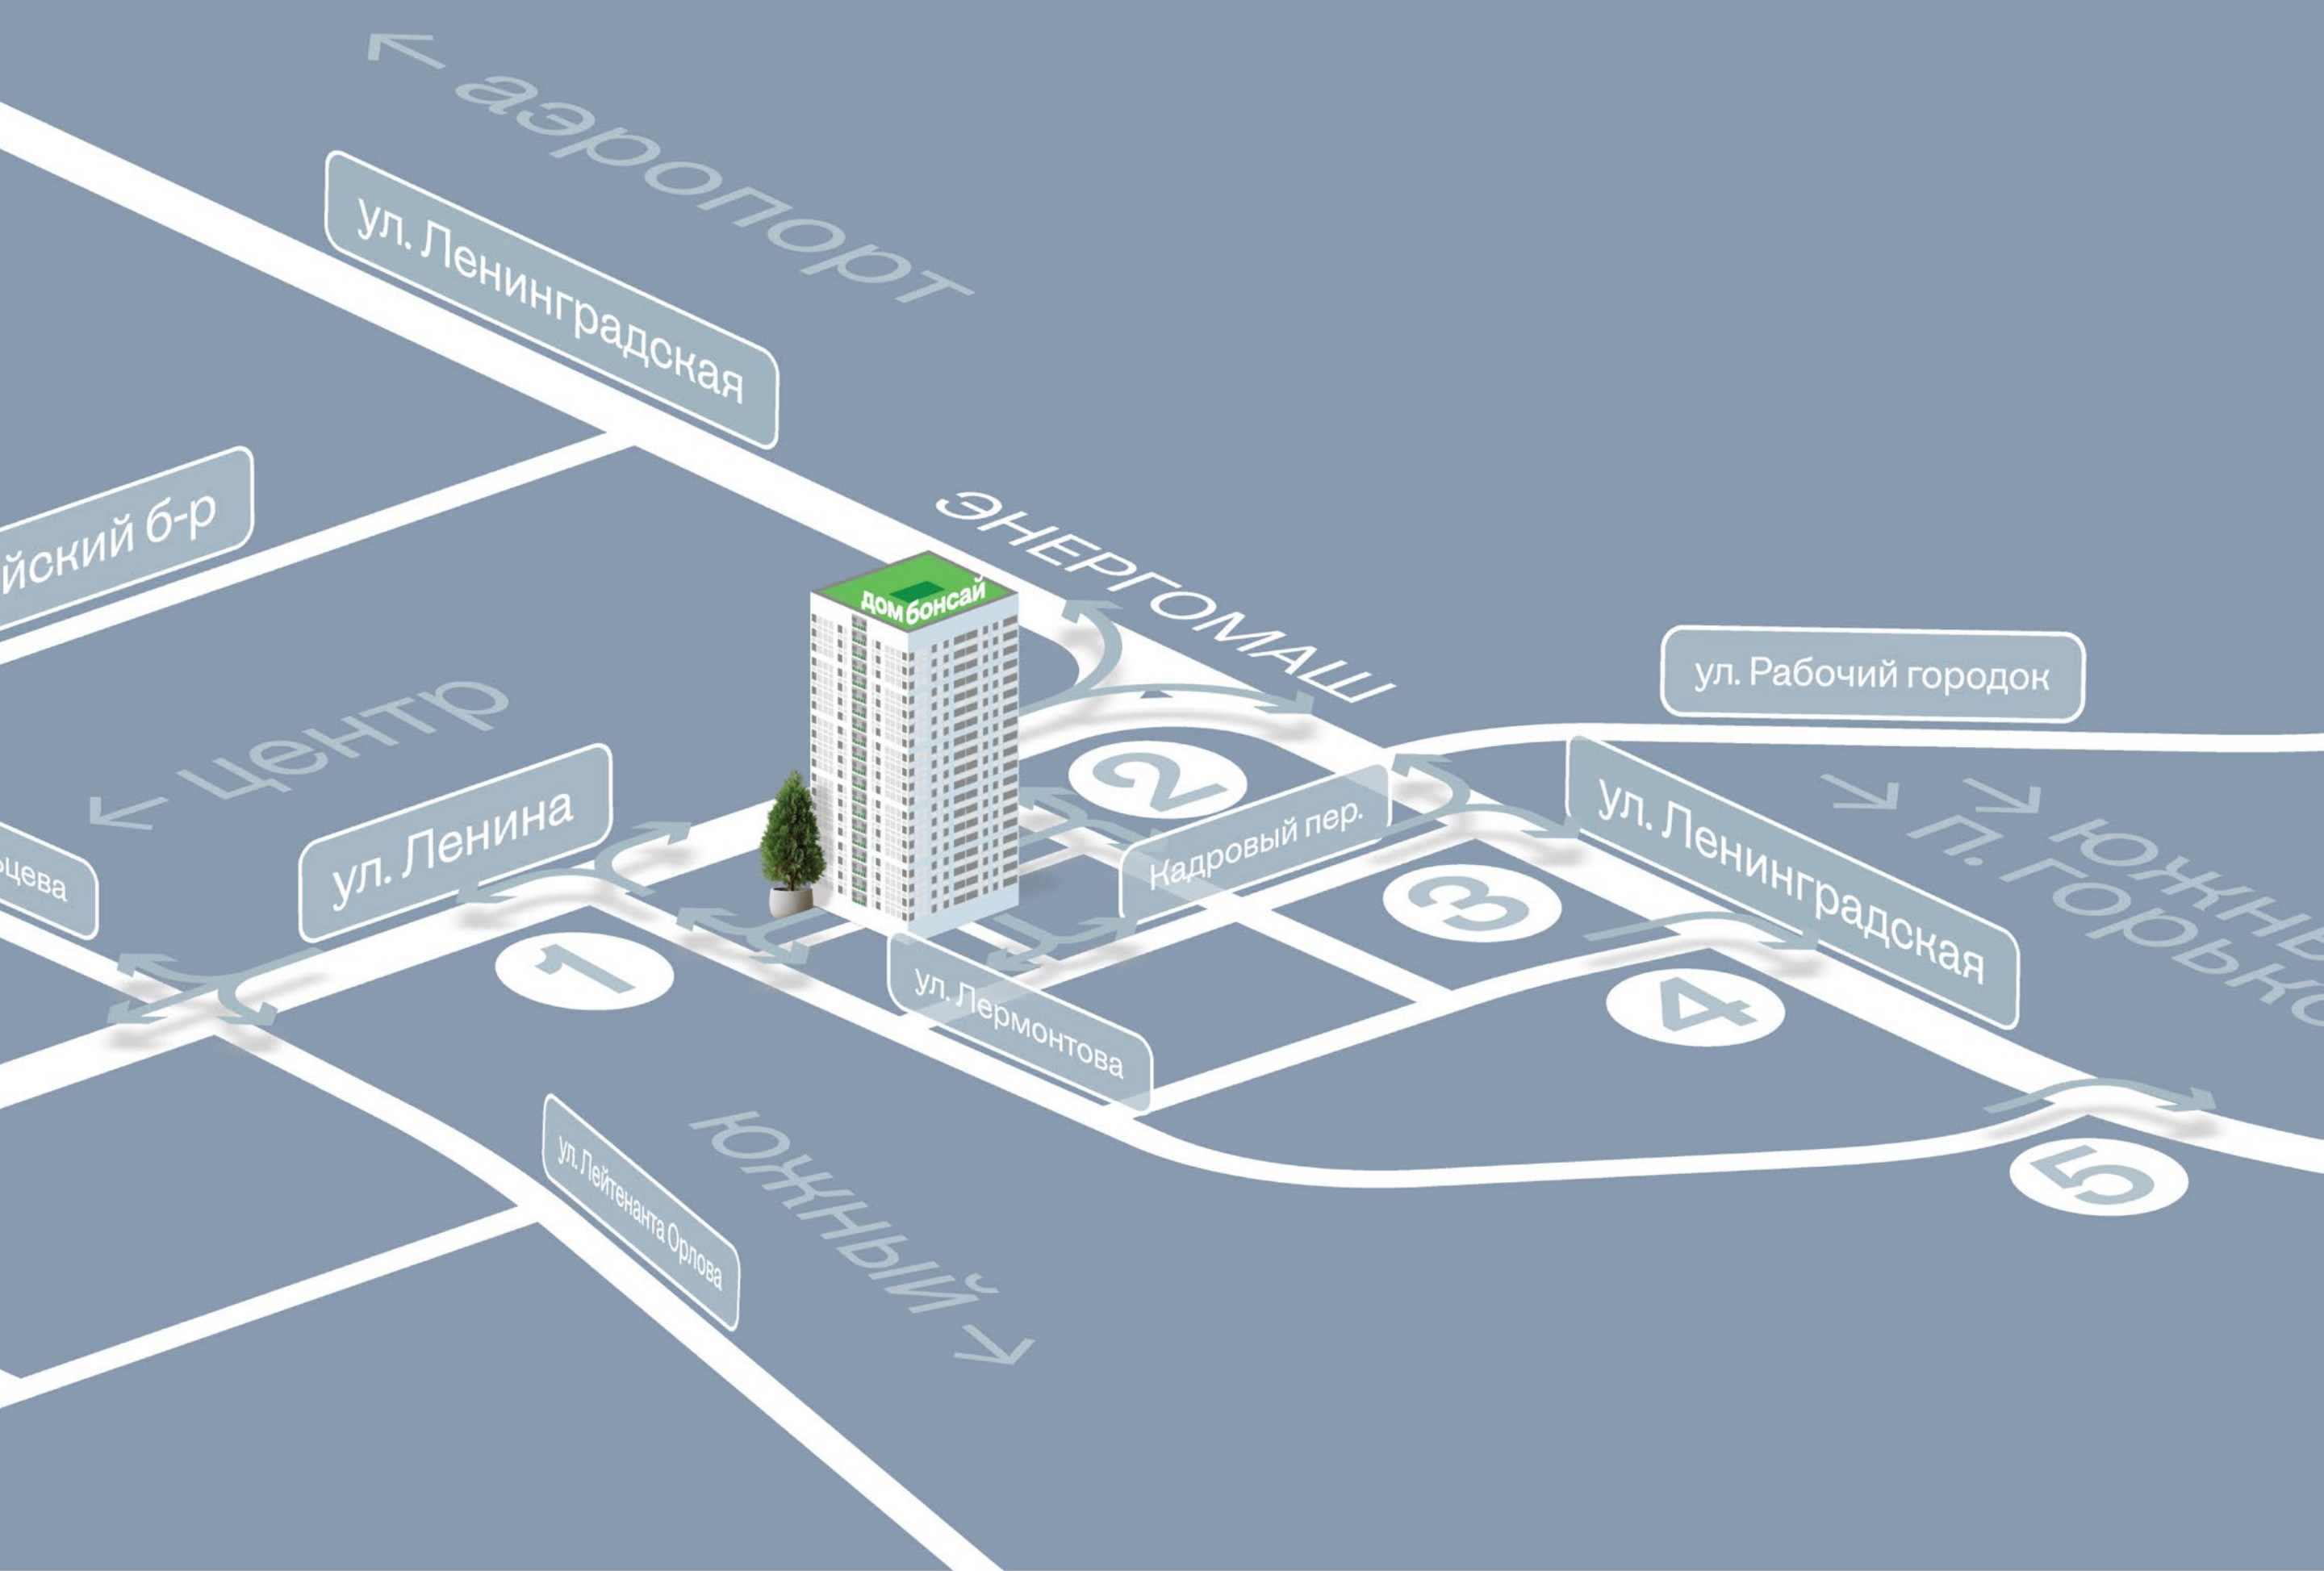 ← аэропорт
ул. Ленинградская
йский б-р
ЭНЕРГОМАШ
дом бонсай
ул. Рабочий городок
← центр
ул. Ленина
2
Кадровый пер.
ул. Ленинградская
→ п. Горько
→ Южны
ьцева
1
3
4
ул. Лермонтова
ул. Лейтенанта Орлова
Южный →
5